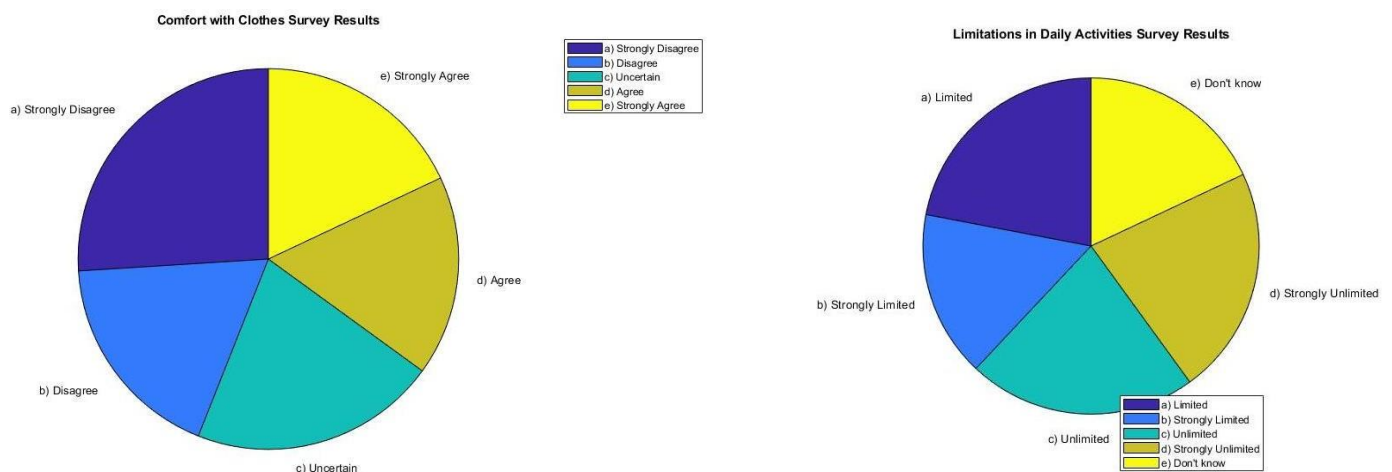 Comfort with Clothes Survey Results
a) Strongly Disagree
b) Disagree
c) Uncertain
d) Agree
e) Strongly Agree
e) Strongly Agree
a) Strongly Disagree
d) Agree
b) Disagree
c) Uncertain
Limitations in Daily Activities Survey Results
e) Don't know
a) Limited
d) Strongly Unlimited
b) Strongly Limited
c) Unlimited
a) Limited
b) Strongly Limited
c) Unlimited
d) Strongly Unlimited
e) Don't know